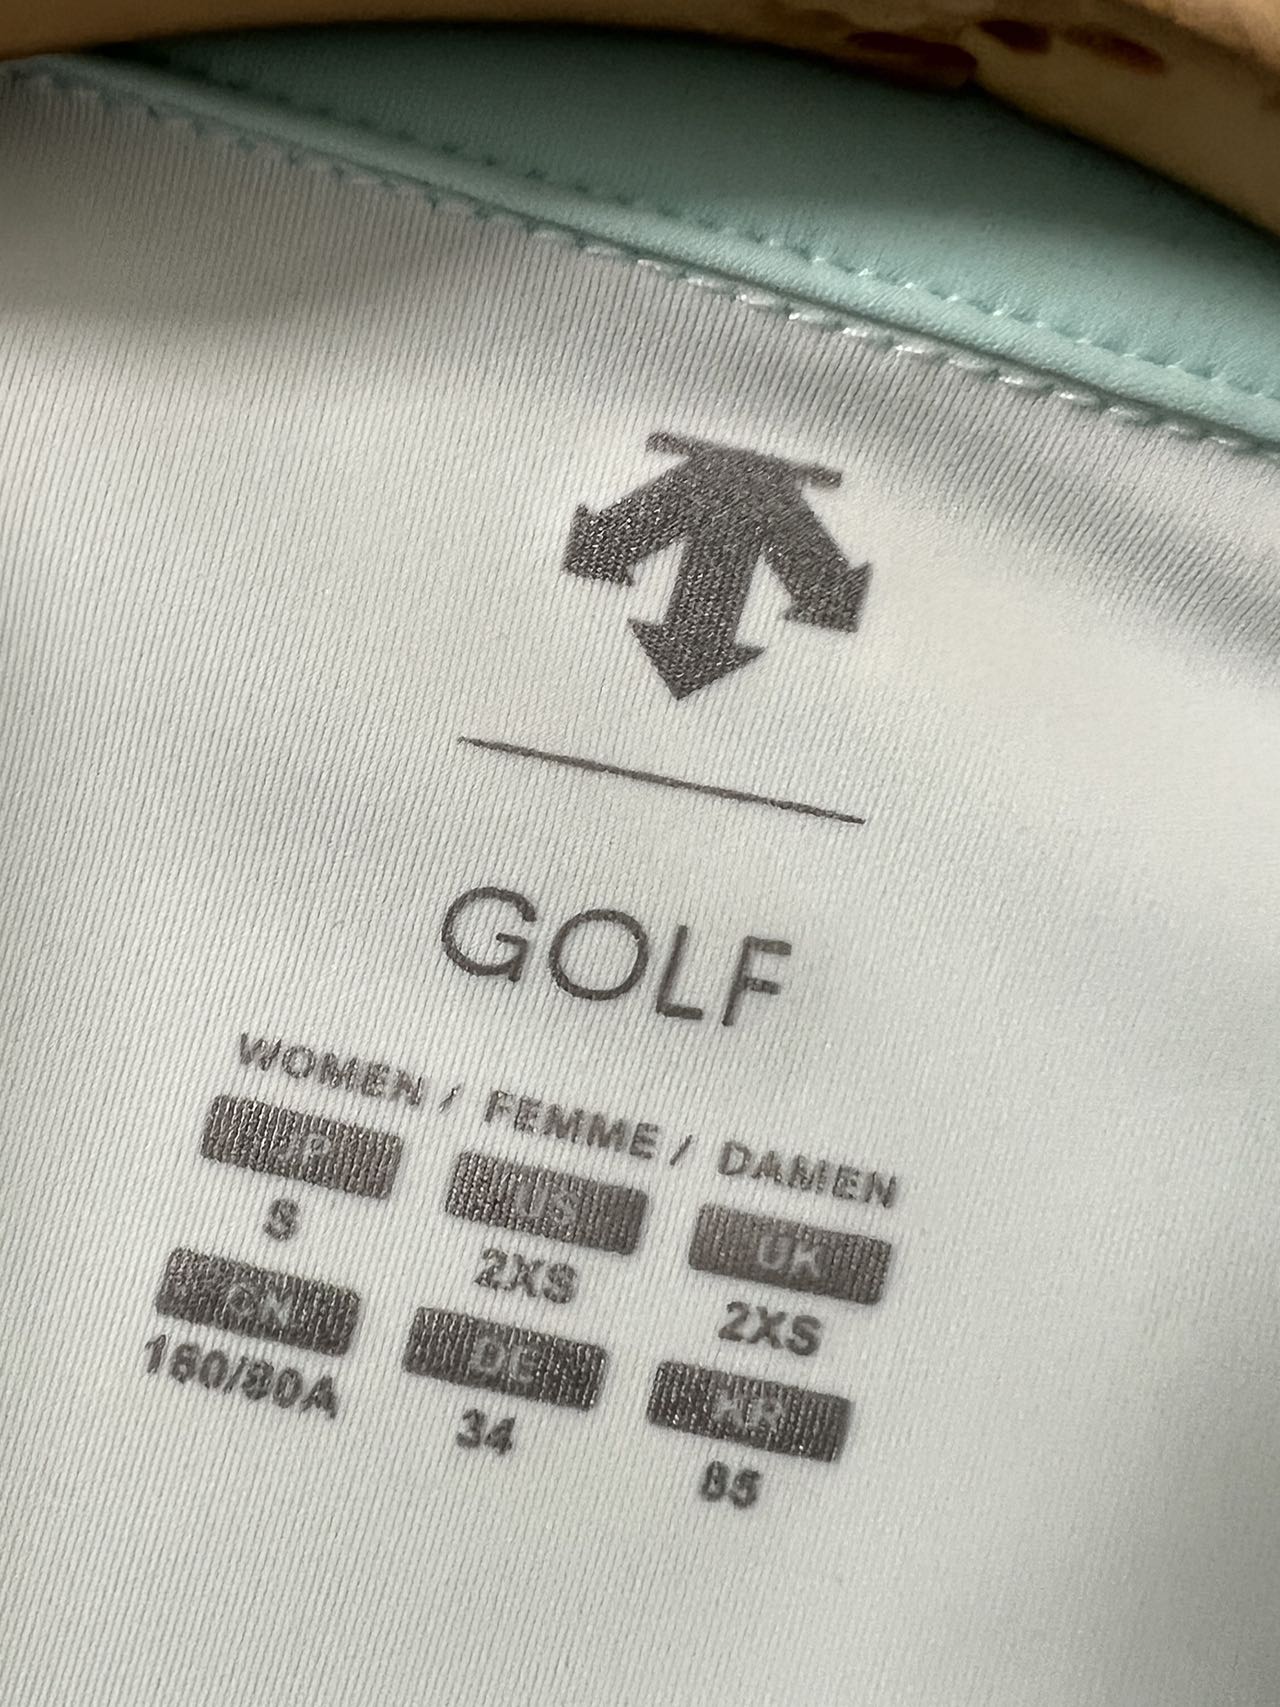 GOLF
WOMEN / FEMME / DAMEN
JP US UK
S 2XS 2XS
CN DE KR
160/80A 34 85